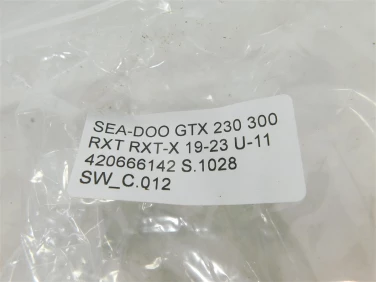 SEA-DOO GTX 230 300
RXT RXT-X 19-23 U-11
420666142 S.1028
SW_C.012